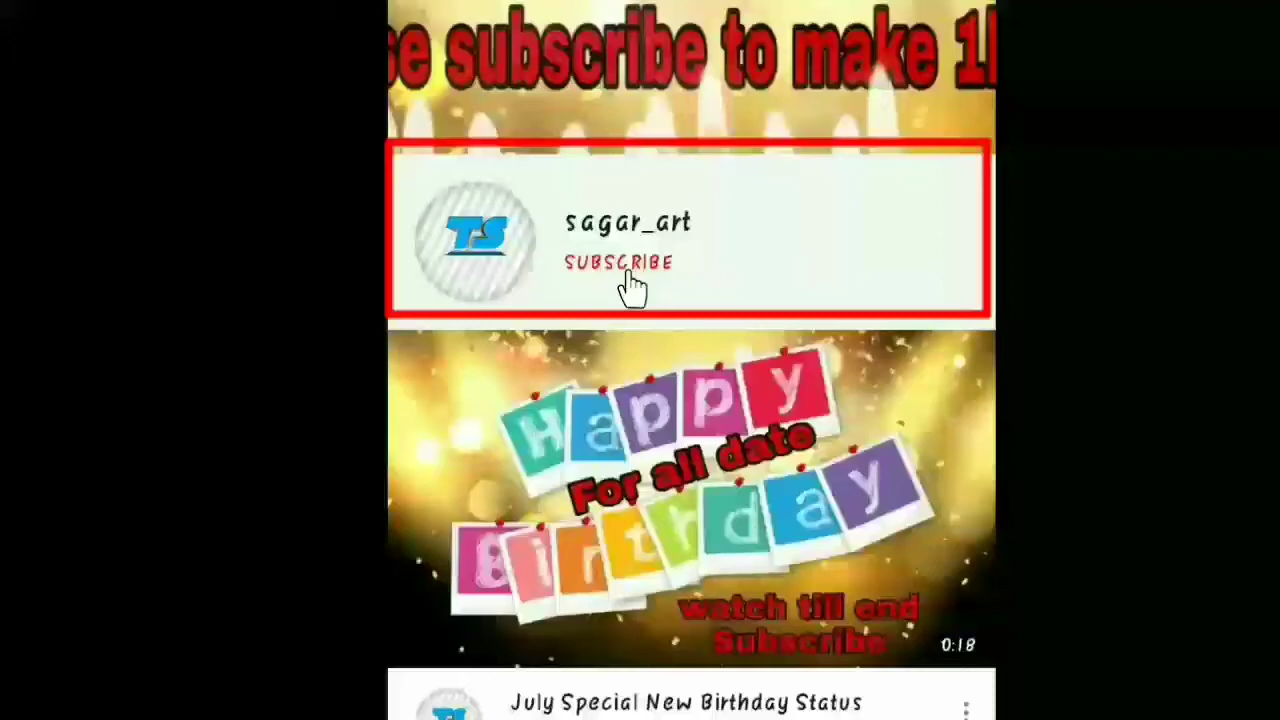 se subscribe to make 1
TS
sagar_art
SUBSCRIBE
Happy
For all date
Birthday
watch till end
Subscribe
0:18
July Special New Birthday Status